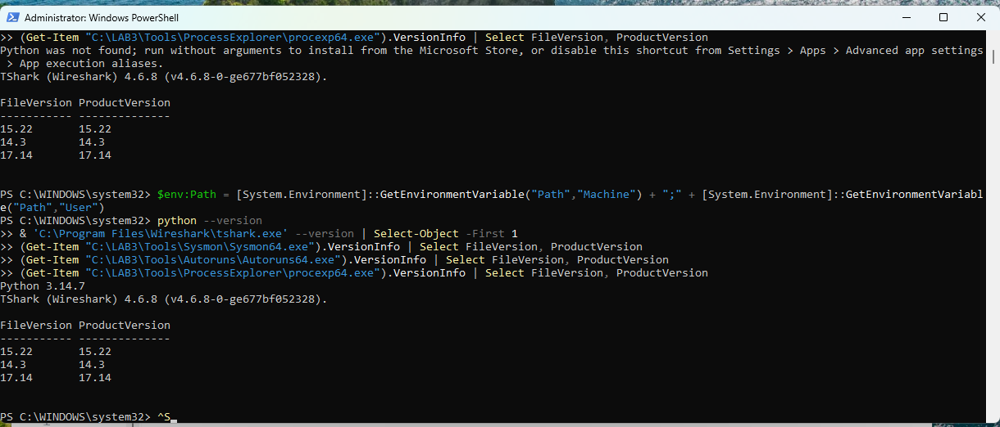 Administrator: Windows PowerShell
>> (Get-Item "C:\LAB3\Tools\ProcessExplorer\procexp64.exe").VersionInfo | Select FileVersion, ProductVersion
Python was not found; run without arguments to install from the Microsoft Store, or disable this shortcut from Settings > Apps > Advanced app settings
 > App execution aliases.
TShark (Wireshark) 4.6.8 (v4.6.8-0-ge677bf052328).
FileVersion ProductVersion
----------- --------------
15.22       15.22
14.3        14.3
17.14       17.14
PS C:\WINDOWS\system32> $env:Path = [System.Environment]::GetEnvironmentVariable("Path","Machine") + ";" + [System.Environment]::GetEnvironmentVariabl
e("Path","User")
PS C:\WINDOWS\system32> python --version
>> & 'C:\Program Files\Wireshark\tshark.exe' --version | Select-Object -First 1
>> (Get-Item "C:\LAB3\Tools\Sysmon\Sysmon64.exe").VersionInfo | Select FileVersion, ProductVersion
>> (Get-Item "C:\LAB3\Tools\Autoruns\Autoruns64.exe").VersionInfo | Select FileVersion, ProductVersion
>> (Get-Item "C:\LAB3\Tools\ProcessExplorer\procexp64.exe").VersionInfo | Select FileVersion, ProductVersion
Python 3.14.7
TShark (Wireshark) 4.6.8 (v4.6.8-0-ge677bf052328).
FileVersion ProductVersion
----------- --------------
15.22       15.22
14.3        14.3
17.14       17.14
PS C:\WINDOWS\system32> ^S